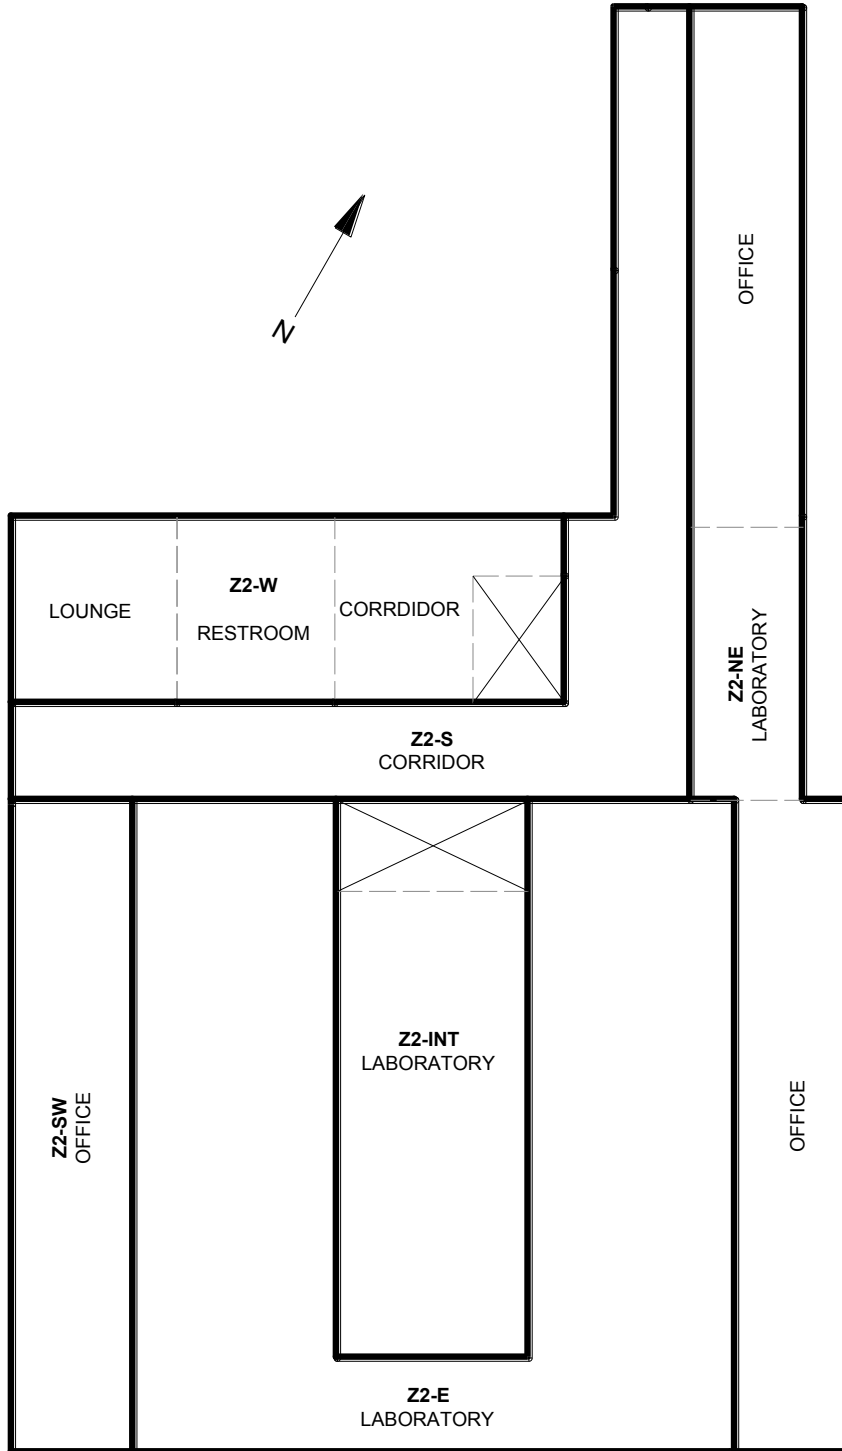 OFFICE
N
Z2-W
LOUNGE
RESTROOM
CORRDIDOR
Z2-NE
LABORATORY
Z2-S
CORRIDOR
Z2-INT
LABORATORY
Z2-SW
OFFICE
OFFICE
Z2-E
LABORATORY